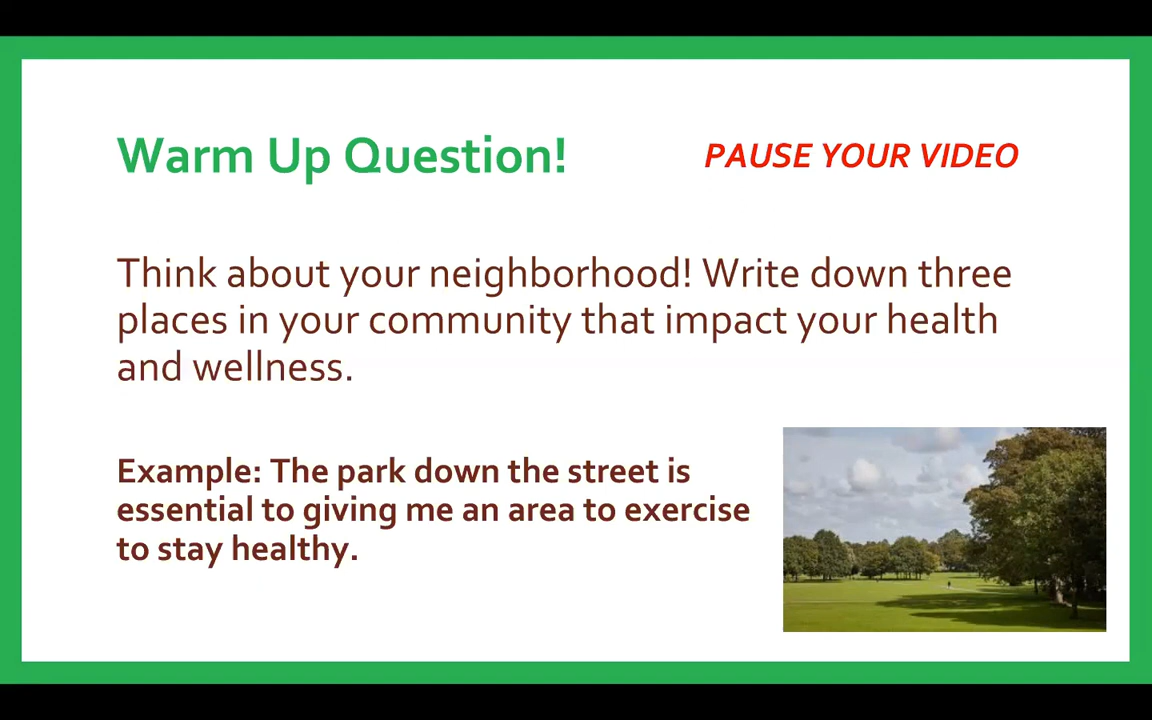 Warm Up Question!
PAUSE YOUR VIDEO
Think about your neighborhood! Write down three
places in your community that impact your health
and wellness.
Example: The park down the street is
essential to giving me an area to exercise
to stay healthy.